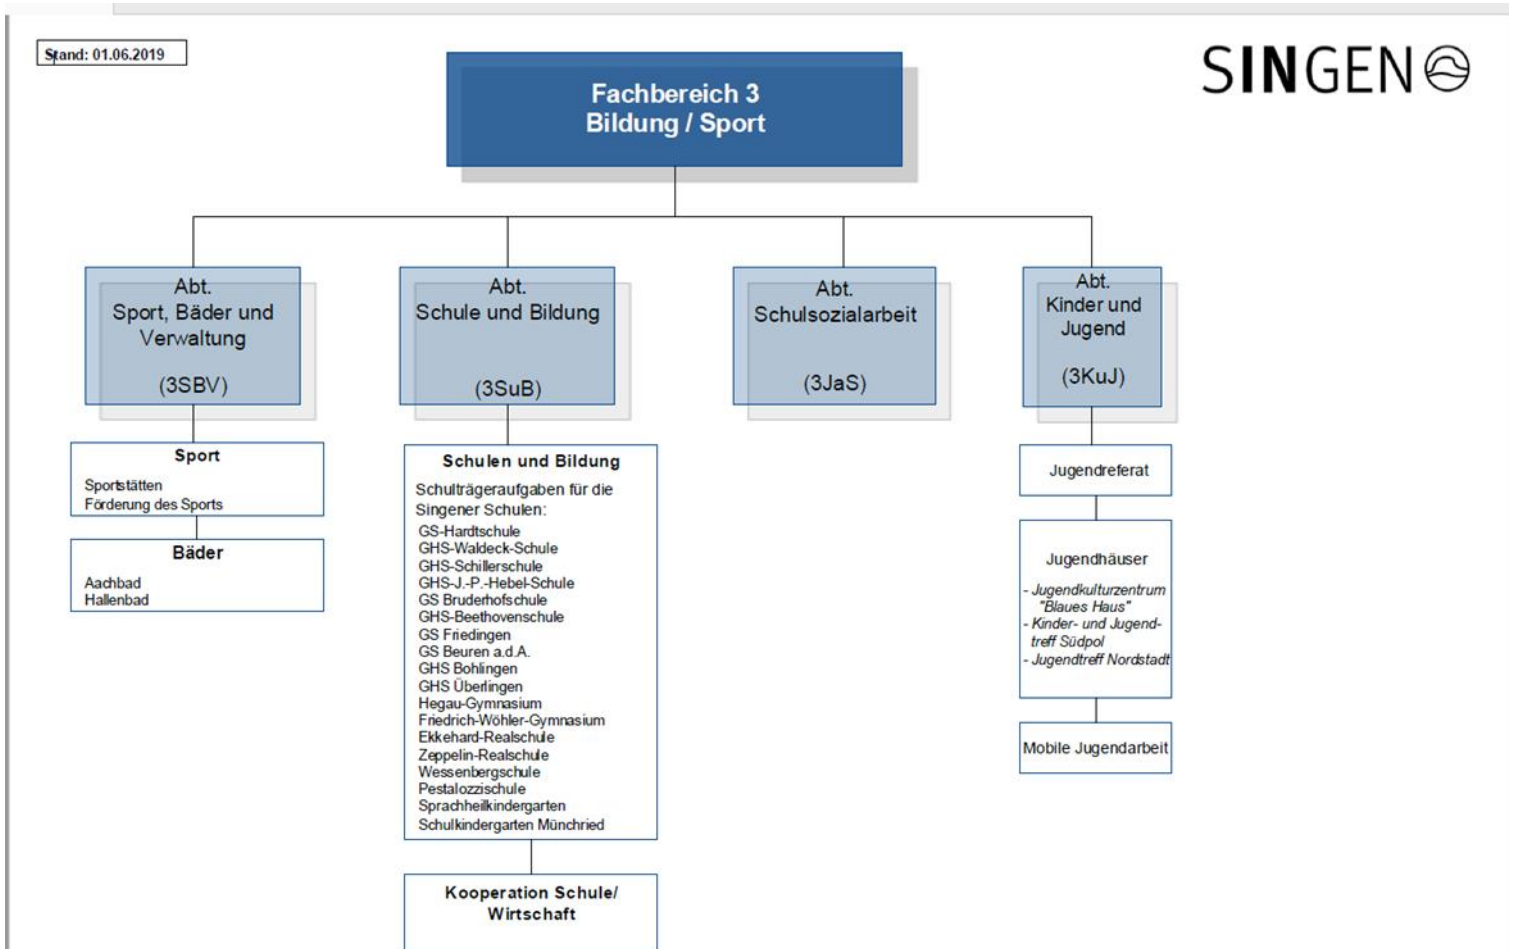 Stand: 01.06.2019
SINGEN
Fachbereich 3
Bildung / Sport
Abt.
Sport, Bäder und
Verwaltung
(3SBV)
Abt.
Schule und Bildung
(3SuB)
Abt.
Schulsozialarbeit
(3JaS)
Abt.
Kinder und
Jugend
(3KuJ)
Sport
Sportstätten
Förderung des Sports
Bäder
Aachbad
Hallenbad
Schulen und Bildung
Schulträgeraufgaben für die
Singener Schulen:
GS-Hardtschule
GHS-Waldeck-Schule
GHS-Schillerschule
GHS-J.-P.-Hebel-Schule
GS Bruderhofschule
GHS-Beethovenschule
GS Friedingen
GS Beuren a.d.A.
GHS Bohlingen
GHS Überlingen
Hegau-Gymnasium
Friedrich-Wöhler-Gymnasium
Ekkehard-Realschule
Zeppelin-Realschule
Wessenbergschule
Pestalozzischule
Sprachheilkindergarten
Schulkindergarten Münchried
Kooperation Schule/
Wirtschaft
Jugendreferat
Jugendhäuser
- Jugendkulturzentrum
"Blaues Haus"
- Kinder- und Jugend-
treff Südpol
- Jugendtreff Nordstadt
Mobile Jugendarbeit